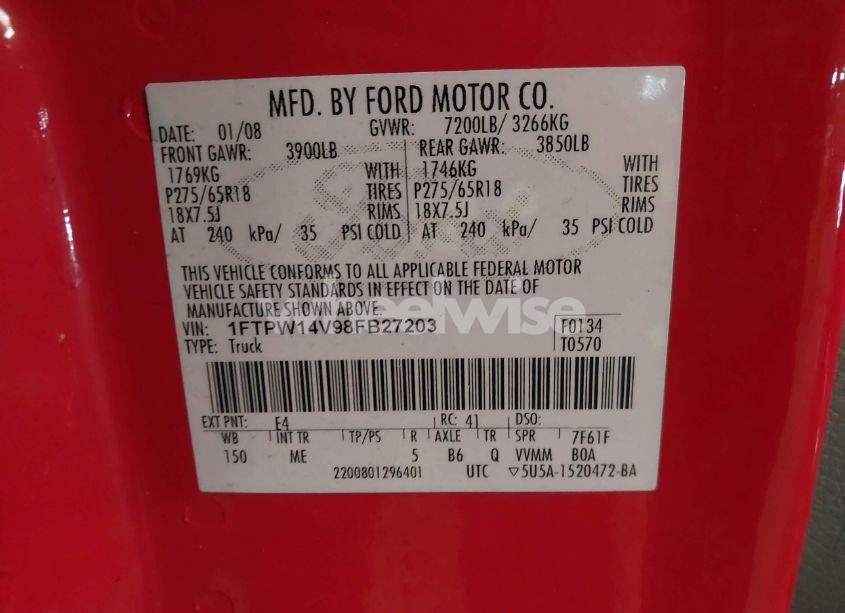 MFD. BY FORD MOTOR CO.
DATE: 01/08 GVWR: 7200LB/ 3266KG
FRONT GAWR: 3900LB REAR GAWR: 3850LB
1769KG WITH 1746KG WITH
P275/65R18 TIRES P275/65R18 TIRES
18X7.5J RIMS 18X7.5J RIMS
AT 240 kPa/ 35 PSI COLD AT 240 kPa/ 35 PSI COLD
THIS VEHICLE CONFORMS TO ALL APPLICABLE FEDERAL MOTOR
VEHICLE SAFETY STANDARDS IN EFFECT ON THE DATE OF
MANUFACTURE SHOWN ABOVE.
wheelwise
VIN: 1FTPW14V98FB27203 F0134
TYPE: Truck T0570
EXT PNT: E4 RC: 41 DSO:
WB INT TR TP/PS R AXLE TR SPR 7F61F
150 ME 5 B6 Q VVMM BOA
2200801296401 UTC ▽5U5A-1520472-BA